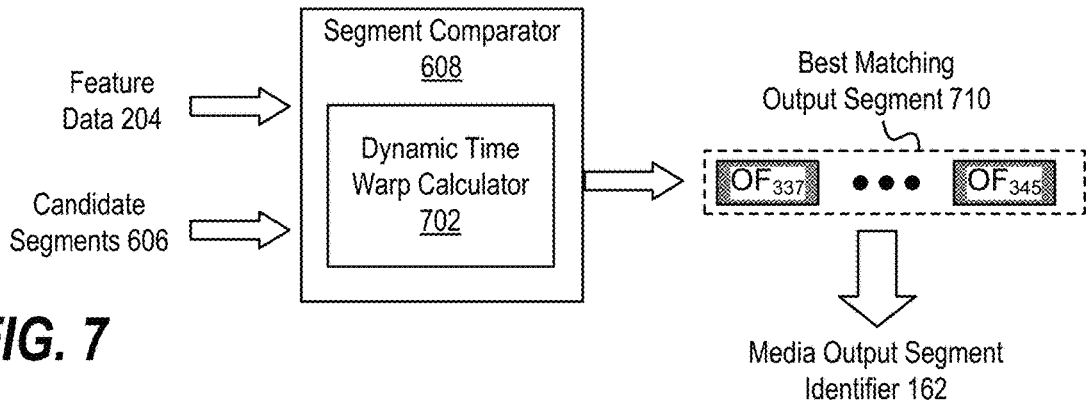 Segment Comparator
608
Feature
Data 204
Dynamic Time
Warp Calculator
702
Candidate
Segments 606
Best Matching
Output Segment 710
OF337 ●●● OF345
Media Output Segment
Identifier 162
IG. 7